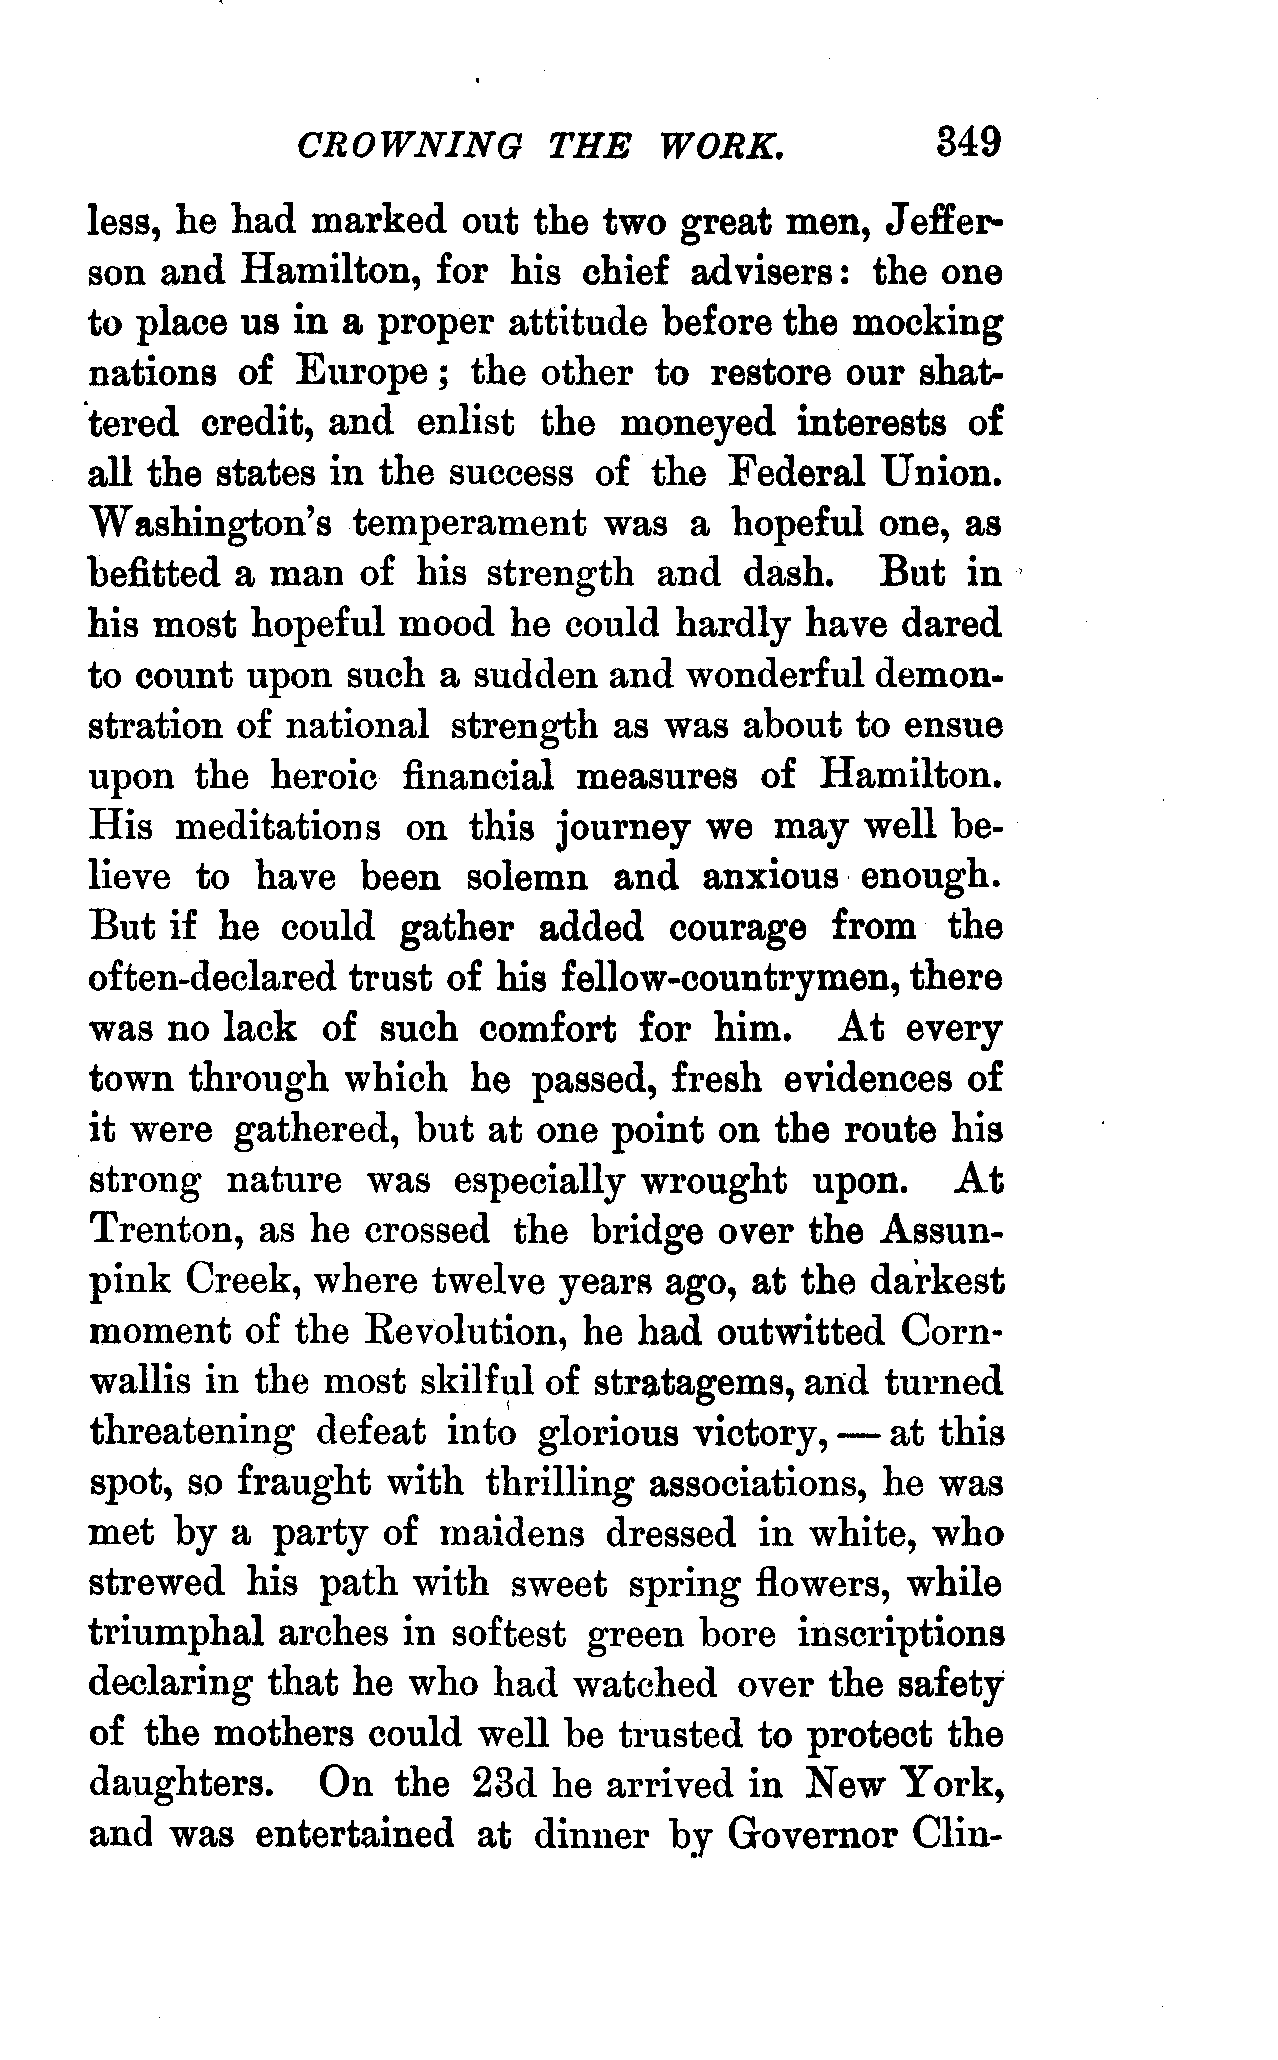 CROWNING THE WORK. 349
less, he had marked out the two great men, Jeffer-
son and Hamilton, for his chief advisers: the one
to place us in a proper attitude before the mocking
nations of Europe; the other to restore our shat-
tered credit, and enlist the moneyed interests of
all the states in the success of the Federal Union.
Washington's temperament was a hopeful one, as
befitted a man of his strength and dash. But in
his most hopeful mood he could hardly have dared
to count upon such a sudden and wonderful demon-
stration of national strength as was about to ensue
upon the heroic financial measures of Hamilton.
His meditations on this journey we may well be-
lieve to have been solemn and anxious enough.
But if he could gather added courage from the
often-declared trust of his fellow-countrymen, there
was no lack of such comfort for him. At every
town through which he passed, fresh evidences of
it were gathered, but at one point on the route his
strong nature was especially wrought upon. At
Trenton, as he crossed the bridge over the Assun-
pink Creek, where twelve years ago, at the darkest
moment of the Revolution, he had outwitted Corn-
wallis in the most skilful of stratagems, and turned
threatening defeat into glorious victory,—at this
spot, so fraught with thrilling associations, he was
met by a party of maidens dressed in white, who
strewed his path with sweet spring flowers, while
triumphal arches in softest green bore inscriptions
declaring that he who had watched over the safety
of the mothers could well be trusted to protect the
daughters. On the 23d he arrived in New York,
and was entertained at dinner by Governor Clin-